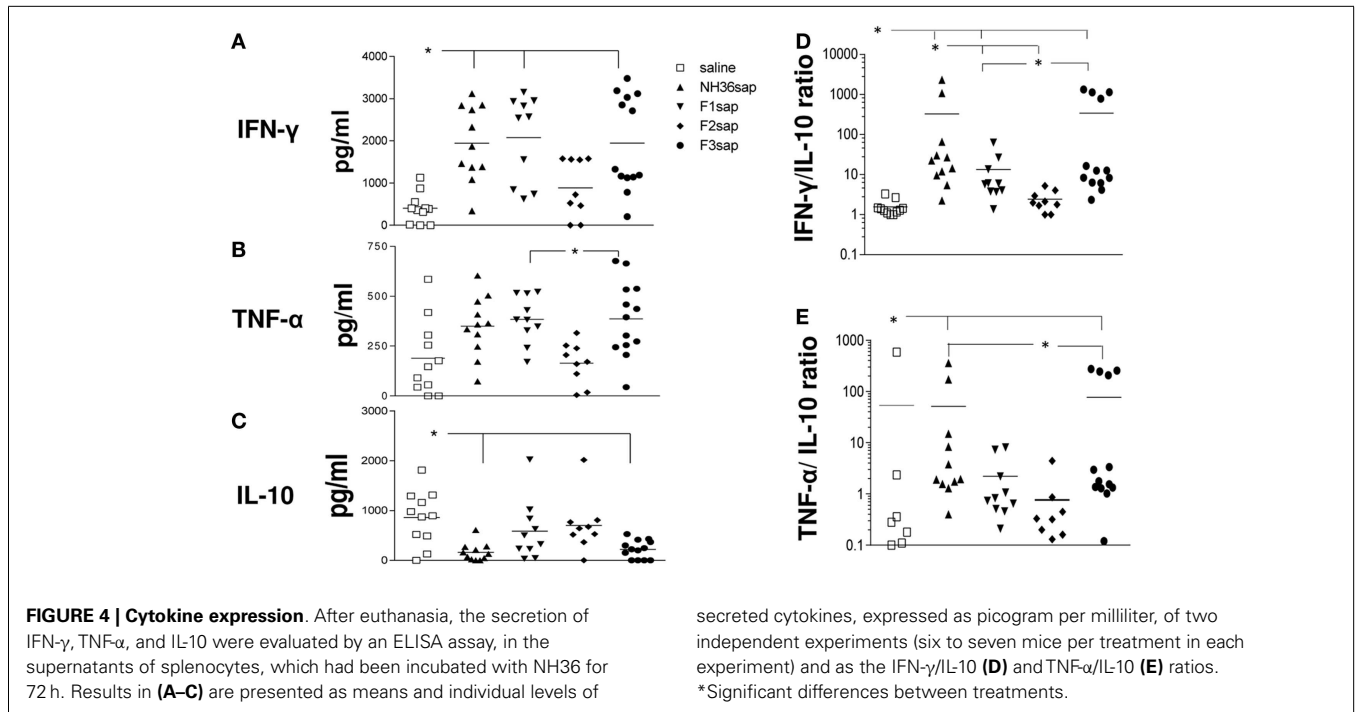 A
IFN-γ
pg/ml
4000
3000
2000
1000
0
*
□ saline
▲ NH36sap
▼ F1sap
◆ F2sap
● F3sap
B
TNF-α
pg/ml
750
500
250
0
*
C
IL-10
pg/ml
3000
2000
1000
0
*
D
IFN-γ/IL-10 ratio
10000
1000
100
10
1
0.1
*
*
*
E
TNF-α/ IL-10 ratio
1000
100
10
1
0.1
*
*
FIGURE 4 | Cytokine expression. After euthanasia, the secretion of
IFN-γ, TNF-α, and IL-10 were evaluated by an ELISA assay, in the
supernatants of splenocytes, which had been incubated with NH36 for
72 h. Results in (A–C) are presented as means and individual levels of
secreted cytokines, expressed as picogram per milliliter, of two
independent experiments (six to seven mice per treatment in each
experiment) and as the IFN-γ/IL-10 (D) and TNF-α/IL-10 (E) ratios.
*Significant differences between treatments.